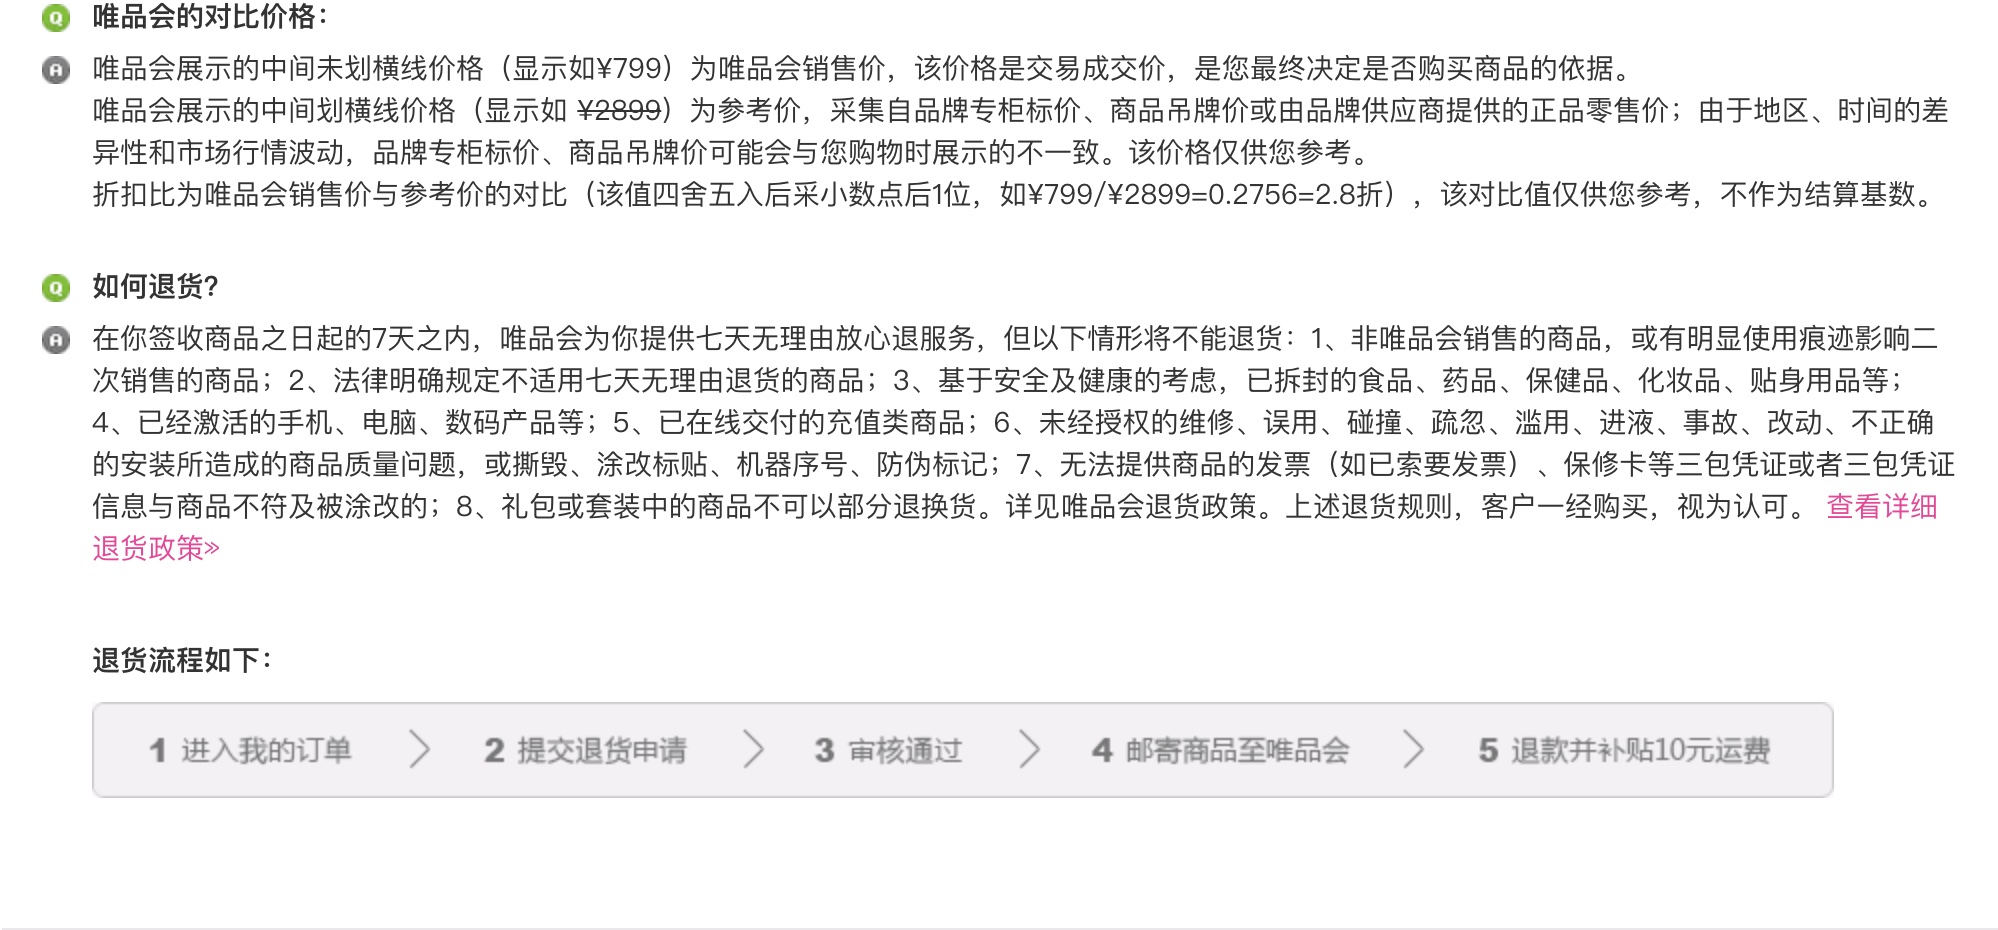 Q 唯品会的对比价格：
A 唯品会展示的中间未划横线价格（显示如¥799）为唯品会销售价，该价格是交易成交价，是您最终决定是否购买商品的依据。
唯品会展示的中间划横线价格（显示如 ¥2899）为参考价，采集自品牌专柜标价、商品吊牌价或由品牌供应商提供的正品零售价；由于地区、时间的差
异性和市场行情波动，品牌专柜标价、商品吊牌价可能会与您购物时展示的不一致。该价格仅供您参考。
折扣比为唯品会销售价与参考价的对比（该值四舍五入后采小数点后1位，如¥799/¥2899=0.2756=2.8折），该对比值仅供您参考，不作为结算基数。
Q 如何退货?
A 在你签收商品之日起的7天之内，唯品会为你提供七天无理由放心退服务，但以下情形将不能退货：1、非唯品会销售的商品，或有明显使用痕迹影响二
次销售的商品；2、法律明确规定不适用七天无理由退货的商品；3、基于安全及健康的考虑，已拆封的食品、药品、保健品、化妆品、贴身用品等；
4、已经激活的手机、电脑、数码产品等；5、已在线交付的充值类商品；6、未经授权的维修、误用、碰撞、疏忽、滥用、进液、事故、改动、不正确
的安装所造成的商品质量问题，或撕毁、涂改标贴、机器序号、防伪标记；7、无法提供商品的发票（如已索要发票）、保修卡等三包凭证或者三包凭证
信息与商品不符及被涂改的；8、礼包或套装中的商品不可以部分退换货。详见唯品会退货政策。上述退货规则，客户一经购买，视为认可。 查看详细
退货政策»
退货流程如下：
1 进入我的订单 2 提交退货申请 3 审核通过 4 邮寄商品至唯品会 5 退款并补贴10元运费